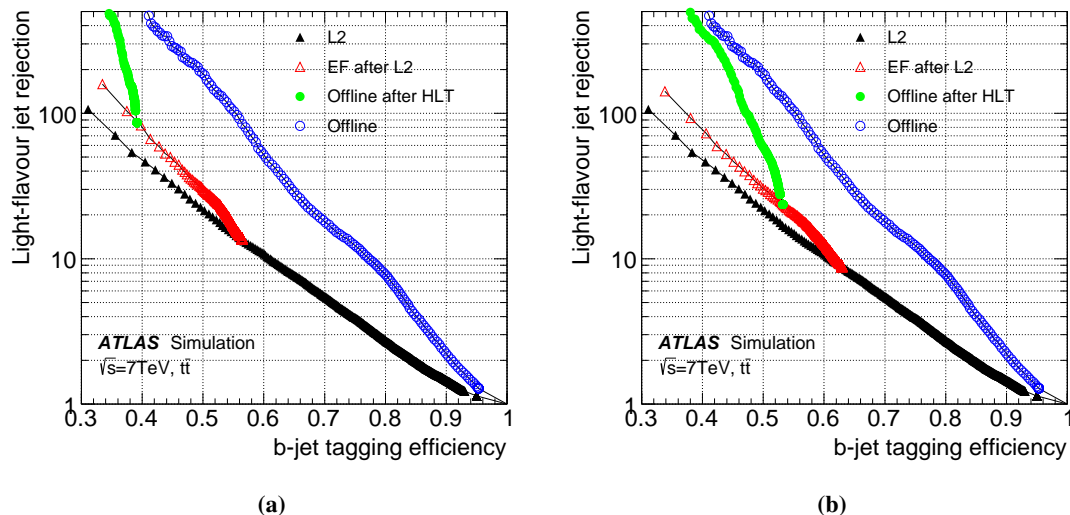 Light-flavour jet rejection
100
10
1
L2
EF after L2
Offline after HLT
Offline
ATLAS Simulation
√s=7TeV, tt̄
0.3 0.4 0.5 0.6 0.7 0.8 0.9 1
b-jet tagging efficiency
(a)
Light-flavour jet rejection
100
10
1
L2
EF after L2
Offline after HLT
Offline
ATLAS Simulation
√s=7TeV, tt̄
0.3 0.4 0.5 0.6 0.7 0.8 0.9 1
b-jet tagging efficiency
(b)